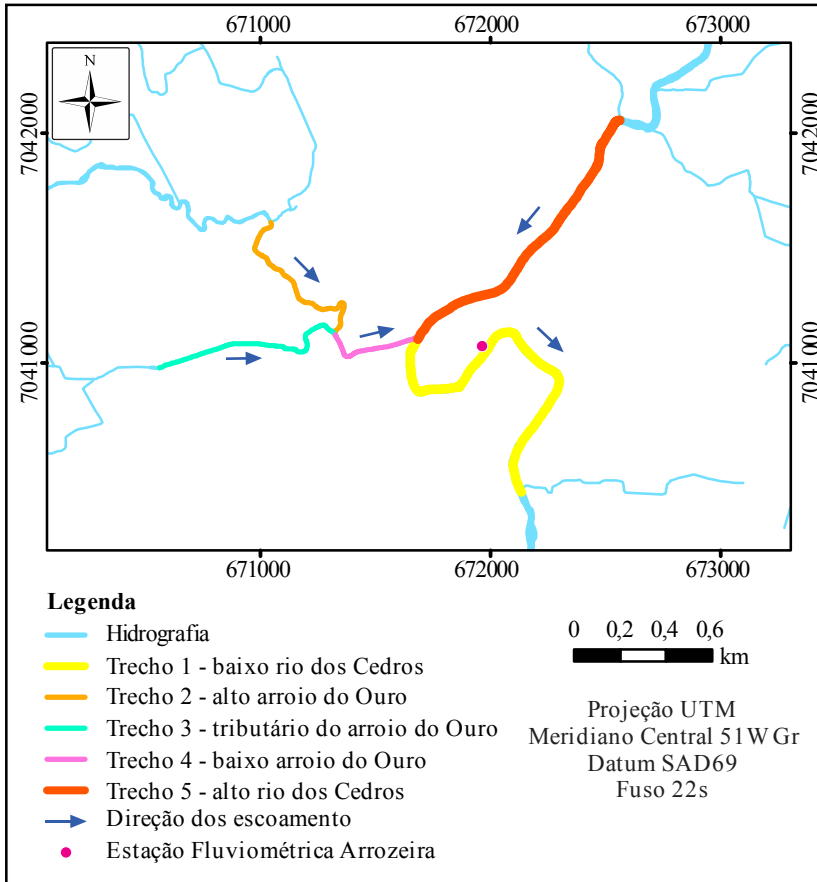 671000 672000 673000
N
7042000 7042000
7041000 7041000
671000 672000 673000
Legenda
Hidrografia
Trecho 1 - baixo rio dos Cedros
Trecho 2 - alto arroio do Ouro
Trecho 3 - tributário do arroio do Ouro
Trecho 4 - baixo arroio do Ouro
Trecho 5 - alto rio dos Cedros
Direção dos escoamento
Estação Fluviométrica Arrozeira
0 0,2 0,4 0,6
km
Projeção UTM
Meridiano Central 51W Gr
Datum SAD69
Fuso 22s